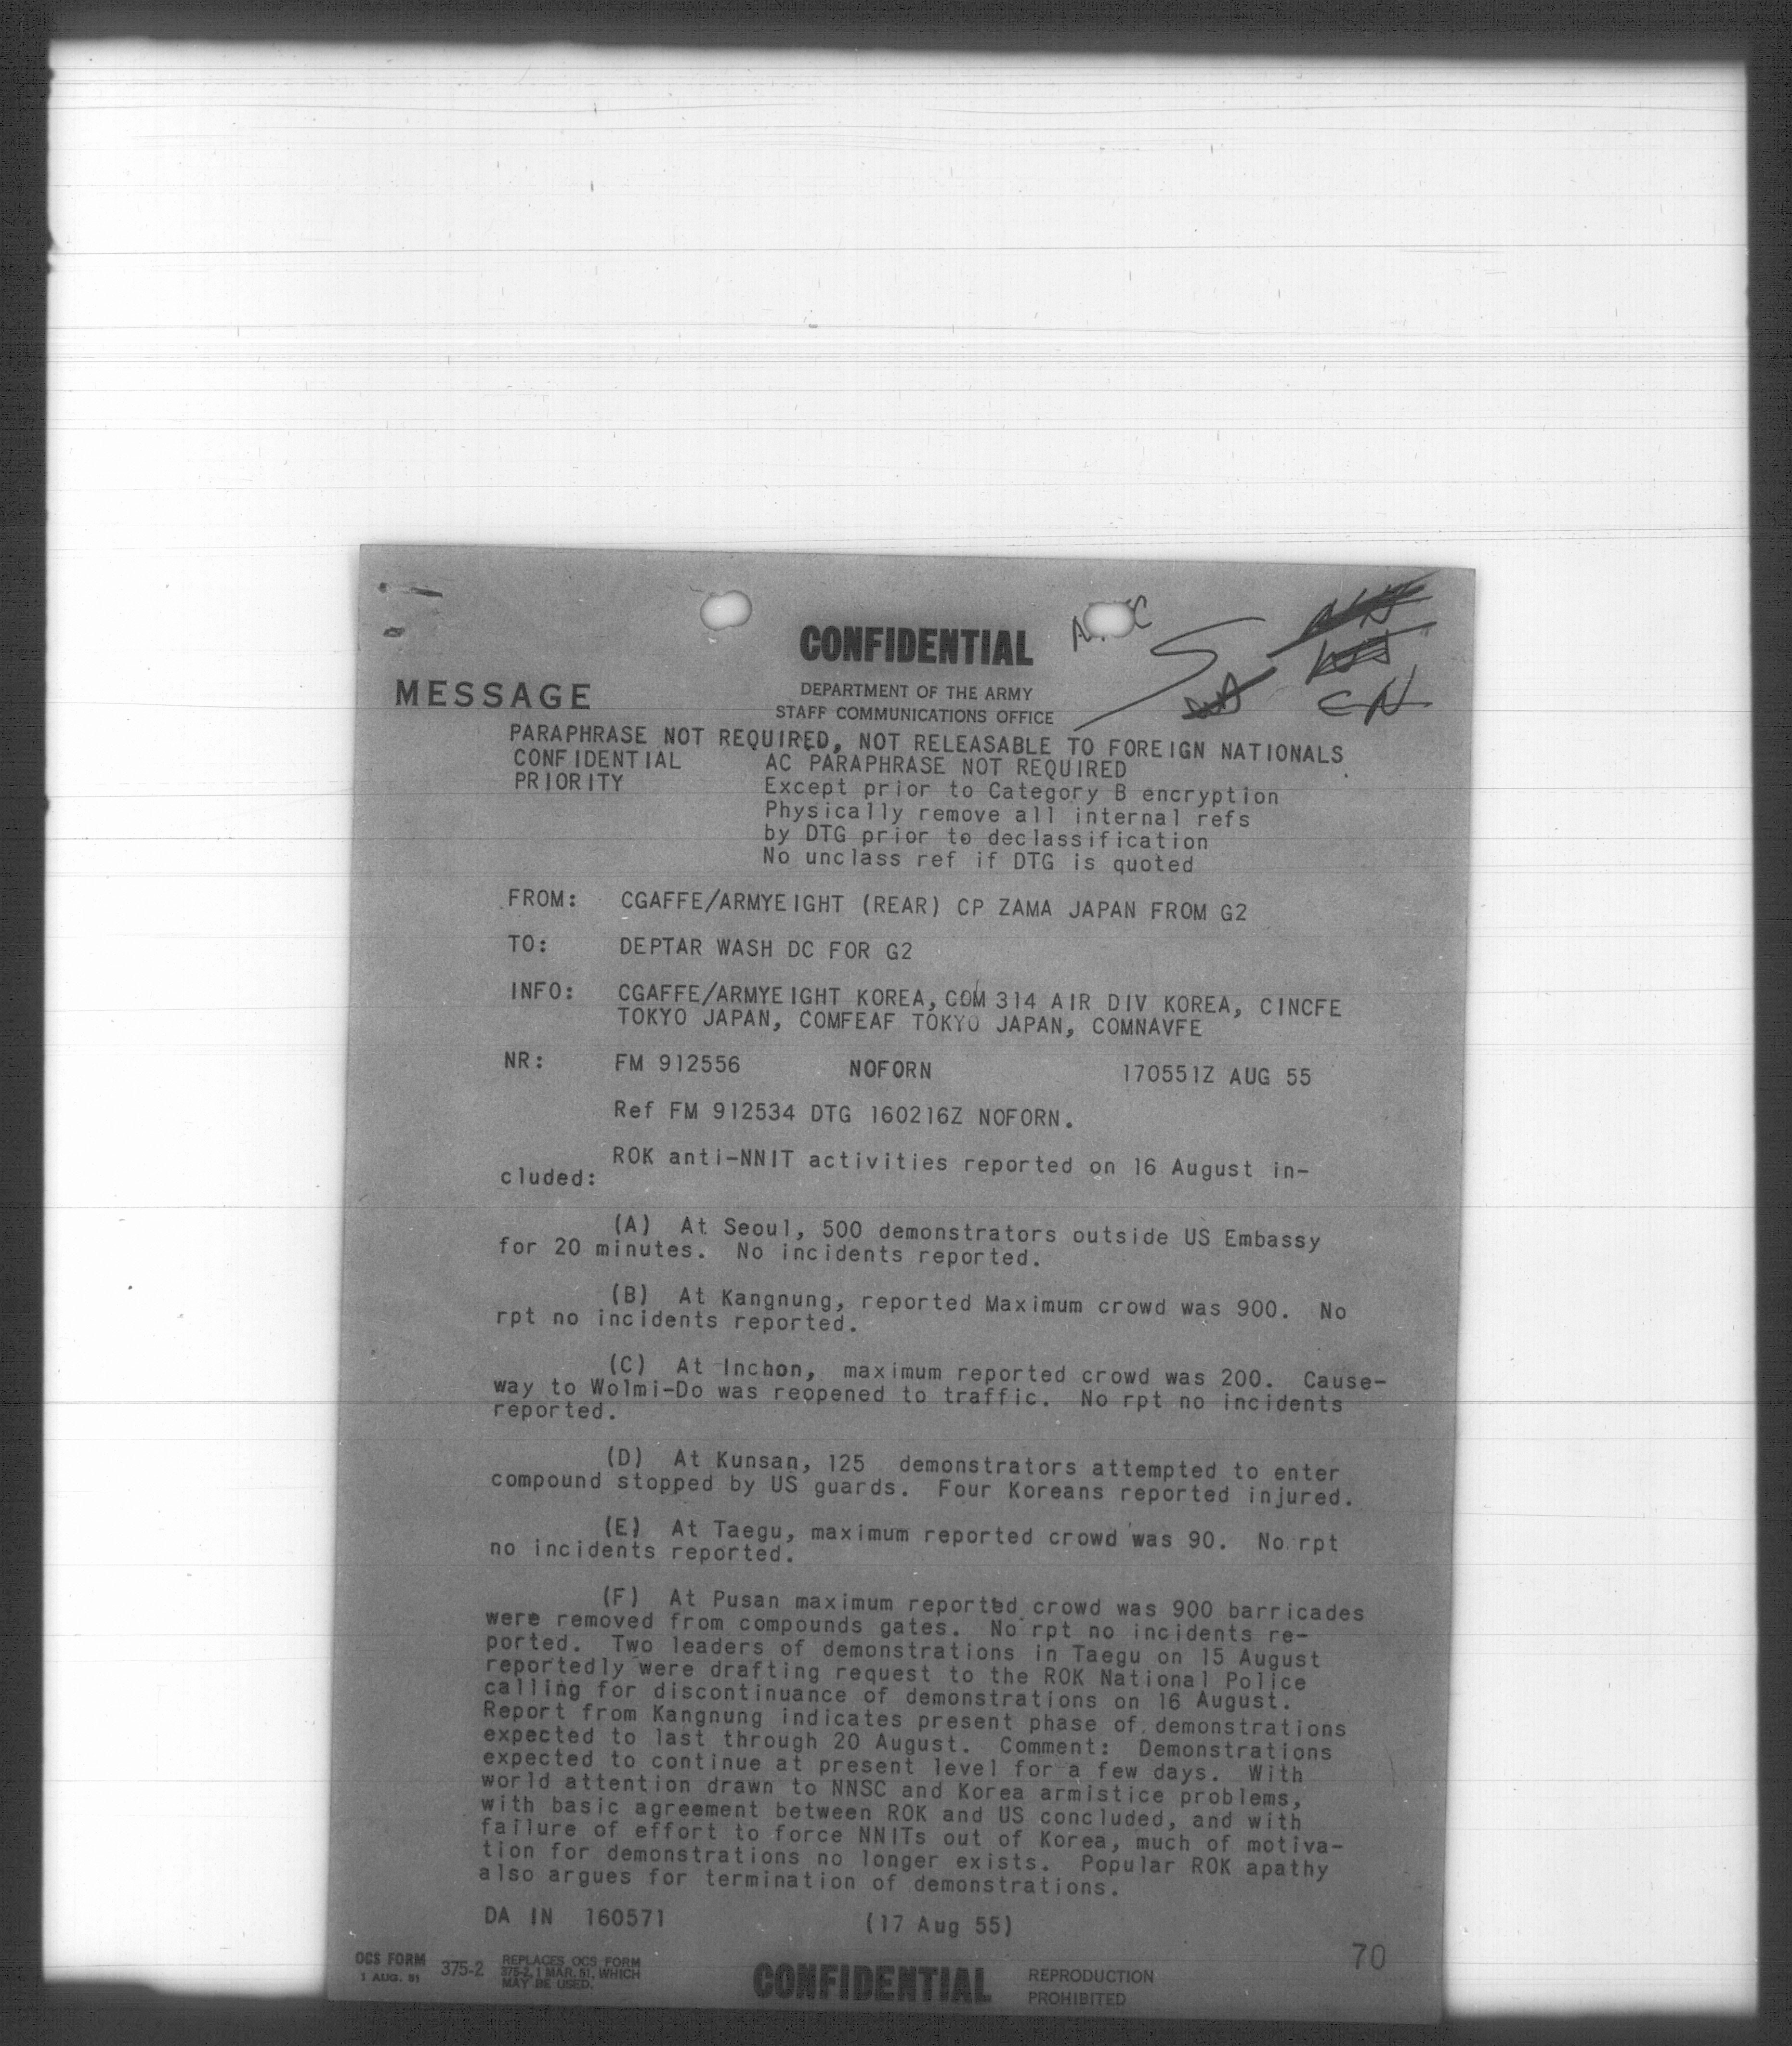 CONFIDENTIAL
MESSAGE
DEPARTMENT OF THE ARMY
STAFF COMMUNICATIONS OFFICE
CN
PARAPHRASE NOT REQUIRED, NOT RELEASABLE TO FOREIGN NATIONALS
CONFIDENTIAL AC PARAPHRASE NOT REQUIRED
PRIORITY Except prior to Category B encryption
Physically remove all internal refs
by DTG prior to declassification
No unclass ref if DTG is quoted
FROM: CGAFFE/ARMYEIGHT (REAR) CP ZAMA JAPAN FROM G2
TO: DEPTAR WASH DC FOR G2
INFO: CGAFFE/ARMYEIGHT KOREA, COM 314 AIR DIV KOREA, CINCFE
TOKYO JAPAN, COMFEAF TOKYO JAPAN, COMNAVFE
NR: FM 912556 NOFORN 170551Z AUG 55
Ref FM 912534 DTG 160216Z NOFORN.
ROK anti-NNIT activities reported on 16 August in-
cluded:
(A) At Seoul, 500 demonstrators outside US Embassy
for 20 minutes. No incidents reported.
(B) At Kangnung, reported Maximum crowd was 900. No
rpt no incidents reported.
(C) At Inchon, maximum reported crowd was 200. Cause-
way to Wolmi-Do was reopened to traffic. No rpt no incidents
reported.
(D) At Kunsan, 125 demonstrators attempted to enter
compound stopped by US guards. Four Koreans reported injured.
(E) At Taegu, maximum reported crowd was 90. No rpt
no incidents reported.
(F) At Pusan maximum reported crowd was 900 barricades
were removed from compounds gates. No rpt no incidents re-
ported. Two leaders of demonstrations in Taegu on 15 August
reportedly were drafting request to the ROK National Police
calling for discontinuance of demonstrations on 16 August.
Report from Kangnung indicates present phase of demonstrations
expected to last through 20 August. Comment: Demonstrations
expected to continue at present level for a few days. With
world attention drawn to NNSC and Korea armistice problems,
with basic agreement between ROK and US concluded, and with
failure of effort to force NNITs out of Korea, much of motiva-
tion for demonstrations no longer exists. Popular ROK apathy
also argues for termination of demonstrations.
DA IN 160571 (17 Aug 55)
70
OCS FORM
1 AUG. 51
375-2
REPLACES OCS FORM
375-2, 1 MAR. 51, WHICH
MAY BE USED.
CONFIDENTIAL
REPRODUCTION
PROHIBITED